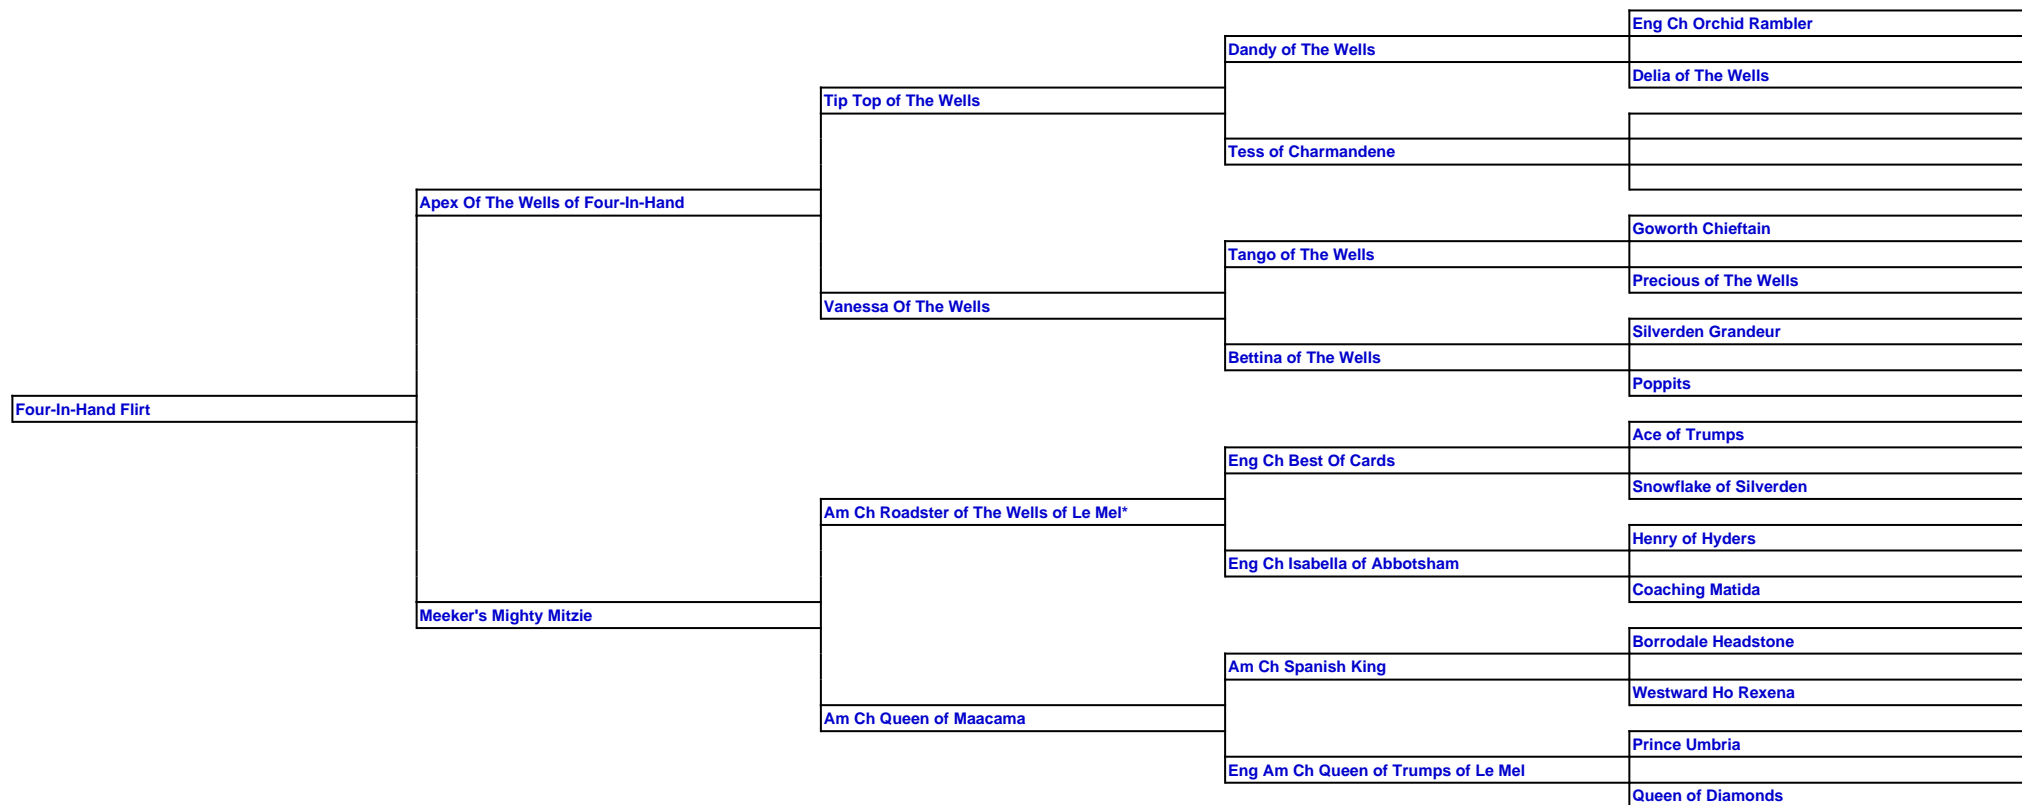 Eng Ch Orchid Rambler
Dandy of The Wells
Delia of The Wells
Tip Top of The Wells
Tess of Charmandene
Apex Of The Wells of Four-In-Hand
Goworth Chieftain
Tango of The Wells
Precious of The Wells
Vanessa Of The Wells
Silverden Grandeur
Bettina of The Wells
Poppits
Four-In-Hand Flirt
Ace of Trumps
Eng Ch Best Of Cards
Snowflake of Silverden
Am Ch Roadster of The Wells of Le Mel*
Henry of Hyders
Eng Ch Isabella of Abbotsham
Coaching Matida
Meeker's Mighty Mitzie
Borrodale Headstone
Am Ch Spanish King
Westward Ho Rexena
Am Ch Queen of Maacama
Prince Umbria
Eng Am Ch Queen of Trumps of Le Mel
Queen of Diamonds